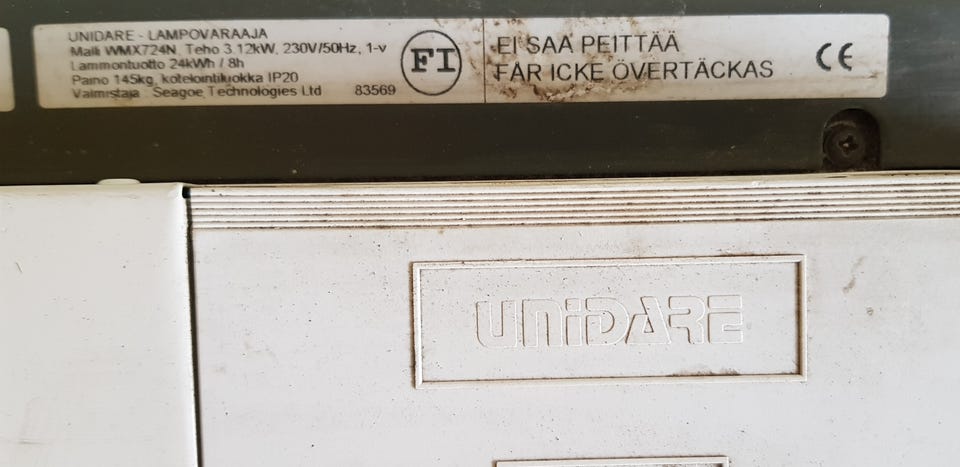 UNIDARE - LAMPOVARAAJA
Malli WMX724N, Teho 3.12kW, 230V/50Hz, 1-v
Lammontuotto 24kWh / 8h
Paino 145kg, kotelointiluokka IP20
Valmistaja Seagoe Technologies Ltd 83569
FI
EI SAA PEITTÄÄ
FÅR ICKE ÖVERTÄCKAS
CE
UNIDARE